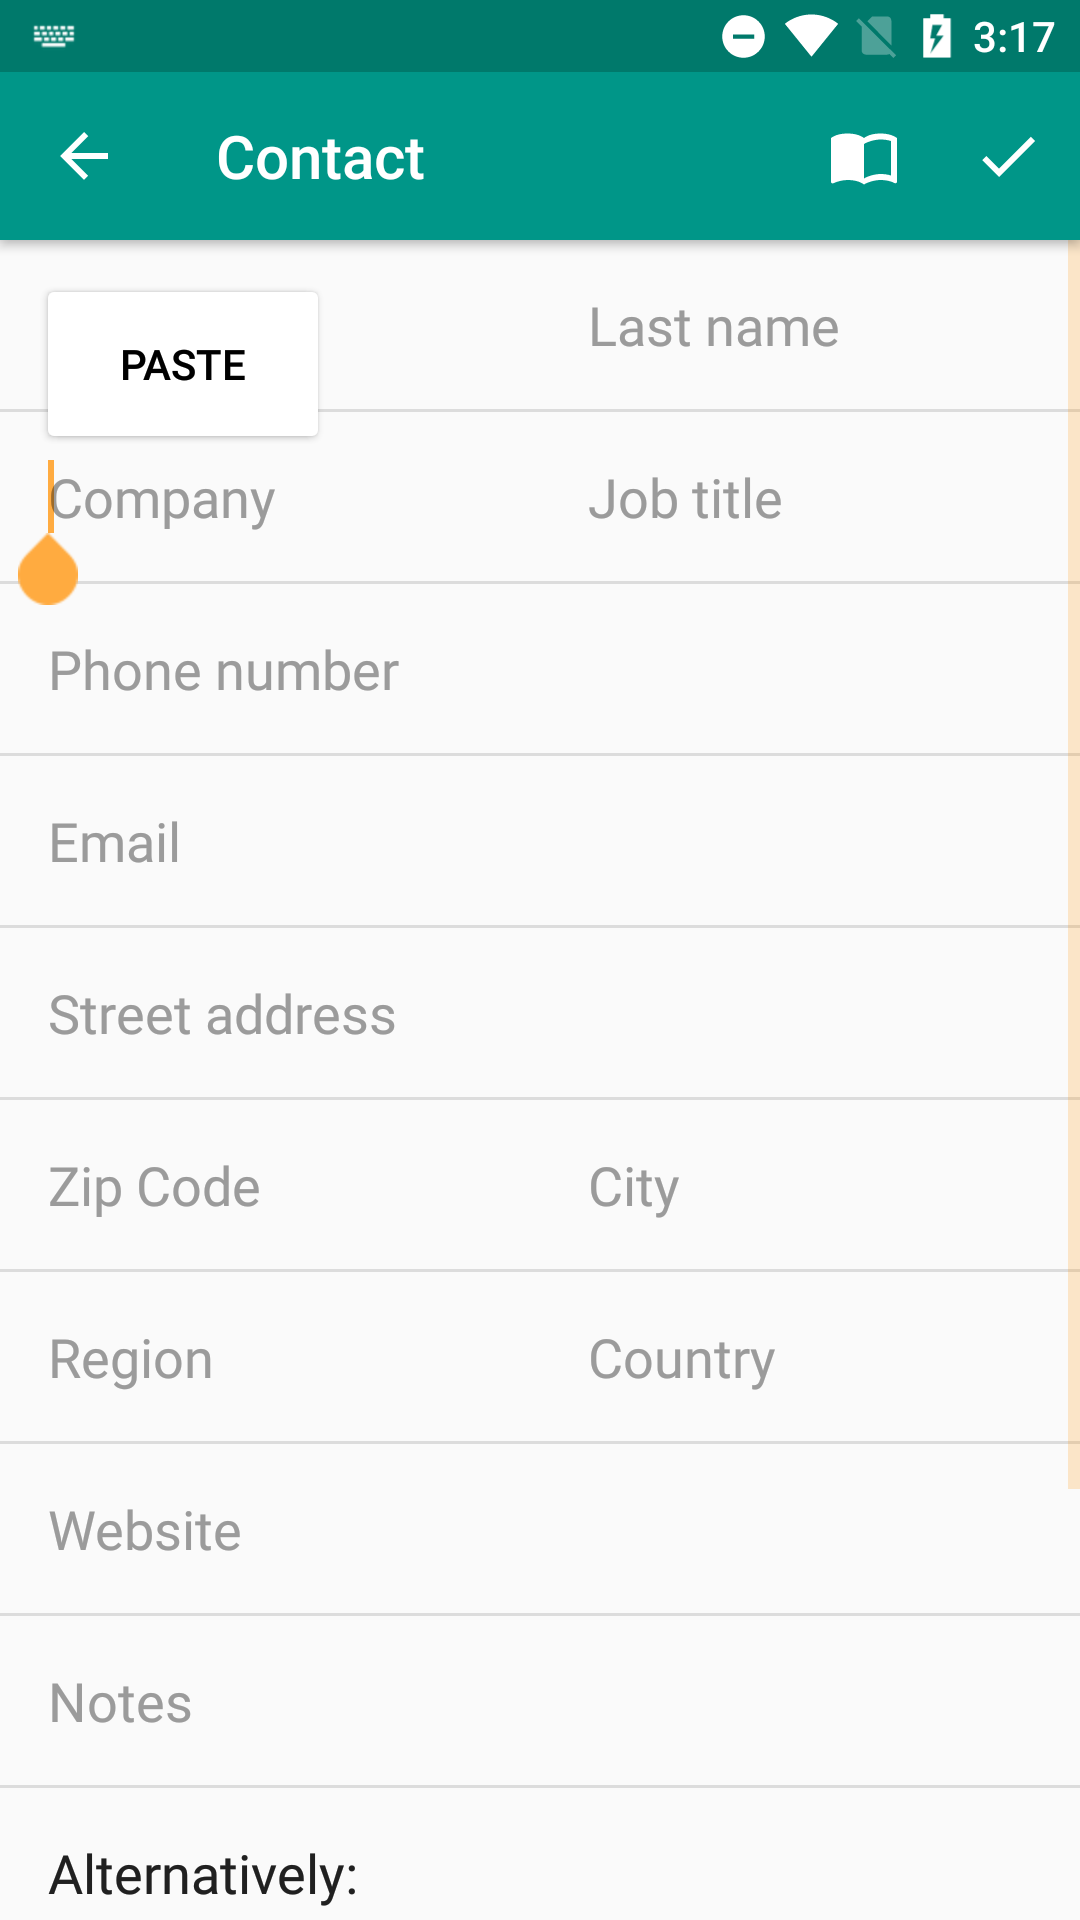 3:17
Contact
PASTE
Last name
Company
Job title
Phone number
Email
Street address
Zip Code
City
Region
Country
Website
Notes
Alternatively: